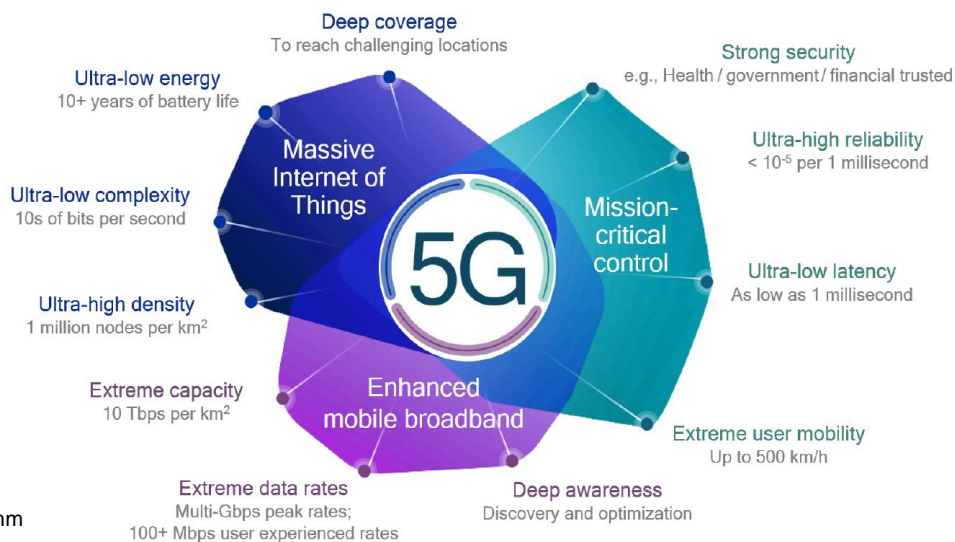 Deep coverage
To reach challenging locations
Strong security
e.g., Health / government / financial trusted
Ultra-low energy
10+ years of battery life
Ultra-high reliability
< 10⁻⁵ per 1 millisecond
Massive
Internet of
Things
Ultra-low complexity
10s of bits per second
Mission-
critical
control
5G
Ultra-low latency
As low as 1 millisecond
Ultra-high density
1 million nodes per km²
Extreme capacity
10 Tbps per km²
Enhanced
mobile broadband
Extreme user mobility
Up to 500 km/h
Extreme data rates
Multi-Gbps peak rates;
100+ Mbps user experienced rates
Deep awareness
Discovery and optimization